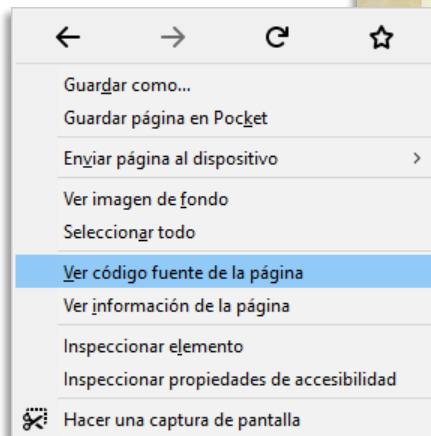 Guardar como...
Guardar página en Pocket
Enviar página al dispositivo
Ver imagen de fondo
Seleccionar todo
Ver código fuente de la página
Ver información de la página
Inspeccionar elemento
Inspeccionar propiedades de accesibilidad
Hacer una captura de pantalla